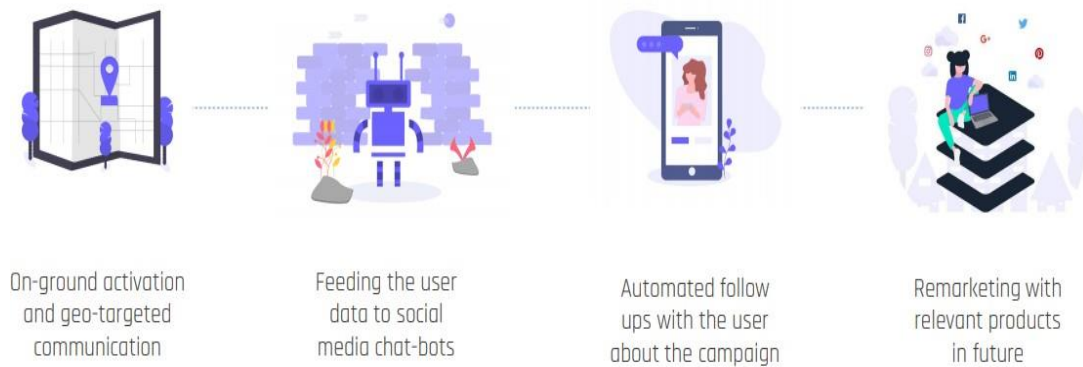 On-ground activation
and geo-targeted
communication
Feeding the user
data to social
media chat-bots
Automated follow
ups with the user
about the campaign
Remarketing with
relevant products
in future